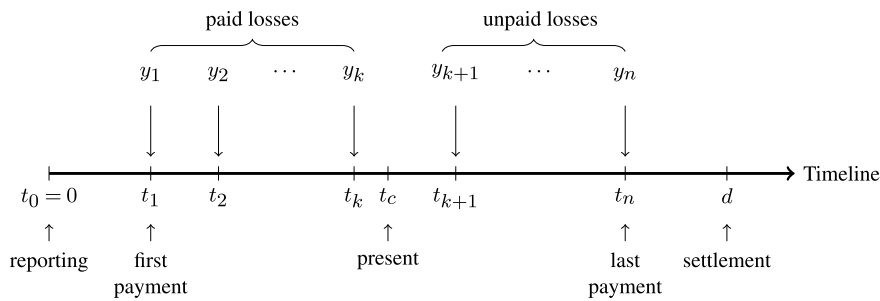 paid losses unpaid losses
y₁ y₂ ⋯ yₖ yₖ₊₁ ⋯ yₙ
Timeline
t₀ = 0 t₁ t₂ tₖ t_c tₖ₊₁ tₙ d
reporting first payment present last payment settlement